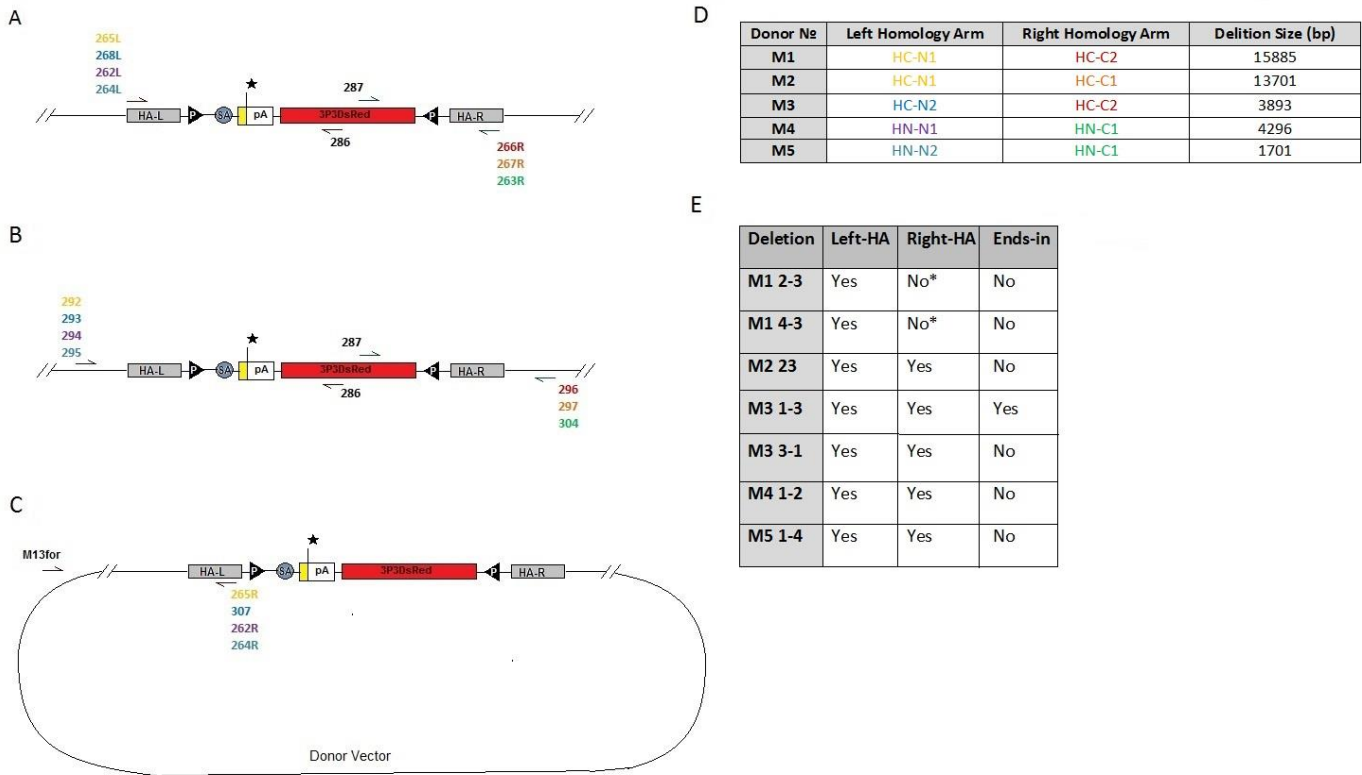 A
265L
268L
262L
264L
287
HA-L P SA pA 3P3DsRed P HA-R
286
266R
267R
263R
B
292
293
294
295
287
HA-L P SA pA 3P3DsRed P HA-R
286
296
297
304
C
M13for
HA-L P SA pA 3P3DsRed P HA-R
265R
307
262R
264R
Donor Vector
D
Donor № Left Homology Arm Right Homology Arm Delition Size (bp)
M1 HC-N1 HC-C2 15885
M2 HC-N1 HC-C1 13701
M3 HC-N2 HC-C2 3893
M4 HN-N1 HN-C1 4296
M5 HN-N2 HN-C1 1701
E
Deletion Left-HA Right-HA Ends-in
M1 2-3 Yes No* No
M1 4-3 Yes No* No
M2 23 Yes Yes No
M3 1-3 Yes Yes Yes
M3 3-1 Yes Yes No
M4 1-2 Yes Yes No
M5 1-4 Yes Yes No